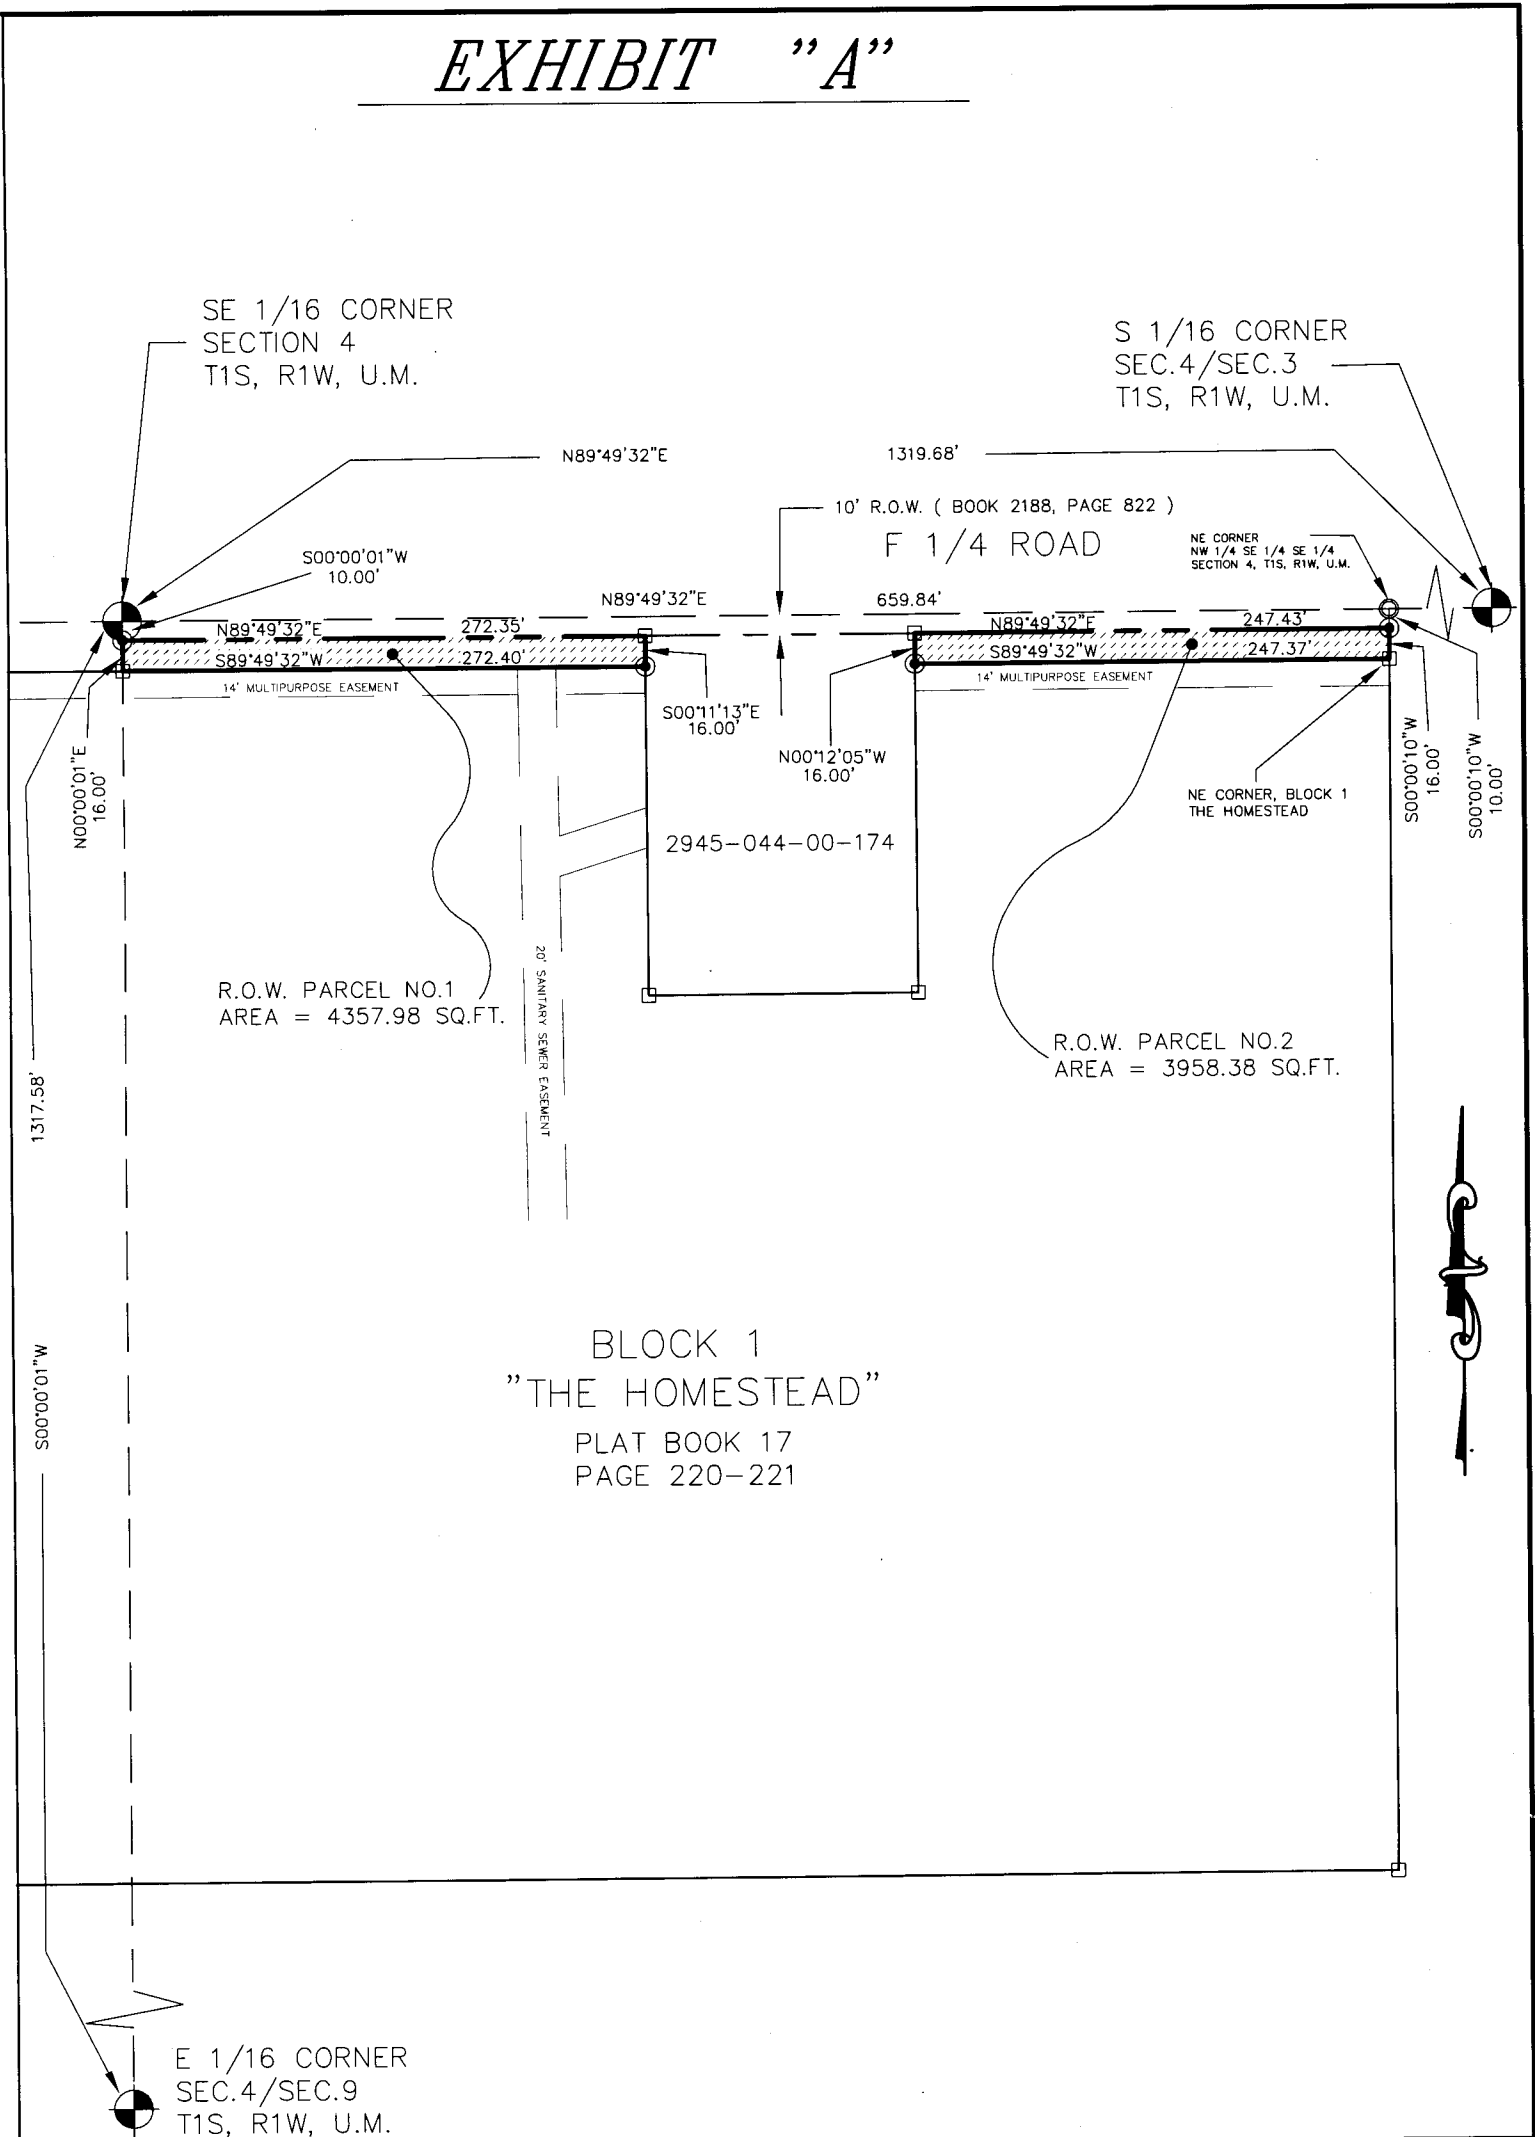 EXHIBIT "A"
SE 1/16 CORNER
SECTION 4
T1S, R1W, U.M.
S 1/16 CORNER
SEC.4/SEC.3
T1S, R1W, U.M.
N89°49'32"E
1319.68'
10' R.O.W. ( BOOK 2188, PAGE 822 )
F 1/4 ROAD
NE CORNER
NW 1/4 SE 1/4 SE 1/4
SECTION 4, T1S, R1W, U.M.
S00°00'01"W
10.00'
N89°49'32"E
659.84'
N89°49'32"E
272.35'
N89°49'32"E
247.43'
S89°49'32"W
272.40'
S89°49'32"W
247.37'
14' MULTIPURPOSE EASEMENT
14' MULTIPURPOSE EASEMENT
S00°11'13"E
16.00'
N00°12'05"W
16.00'
N00°00'01"E
16.00'
S00°00'10"W
16.00'
S00°00'10"W
10.00'
NE CORNER, BLOCK 1
THE HOMESTEAD
2945-044-00-174
R.O.W. PARCEL NO.1
AREA = 4357.98 SQ.FT.
20' SANITARY SEWER EASEMENT
R.O.W. PARCEL NO.2
AREA = 3958.38 SQ.FT.
1317.58'
S00°00'01"W
BLOCK 1
"THE HOMESTEAD"
PLAT BOOK 17
PAGE 220-221
E 1/16 CORNER
SEC.4/SEC.9
T1S, R1W, U.M.